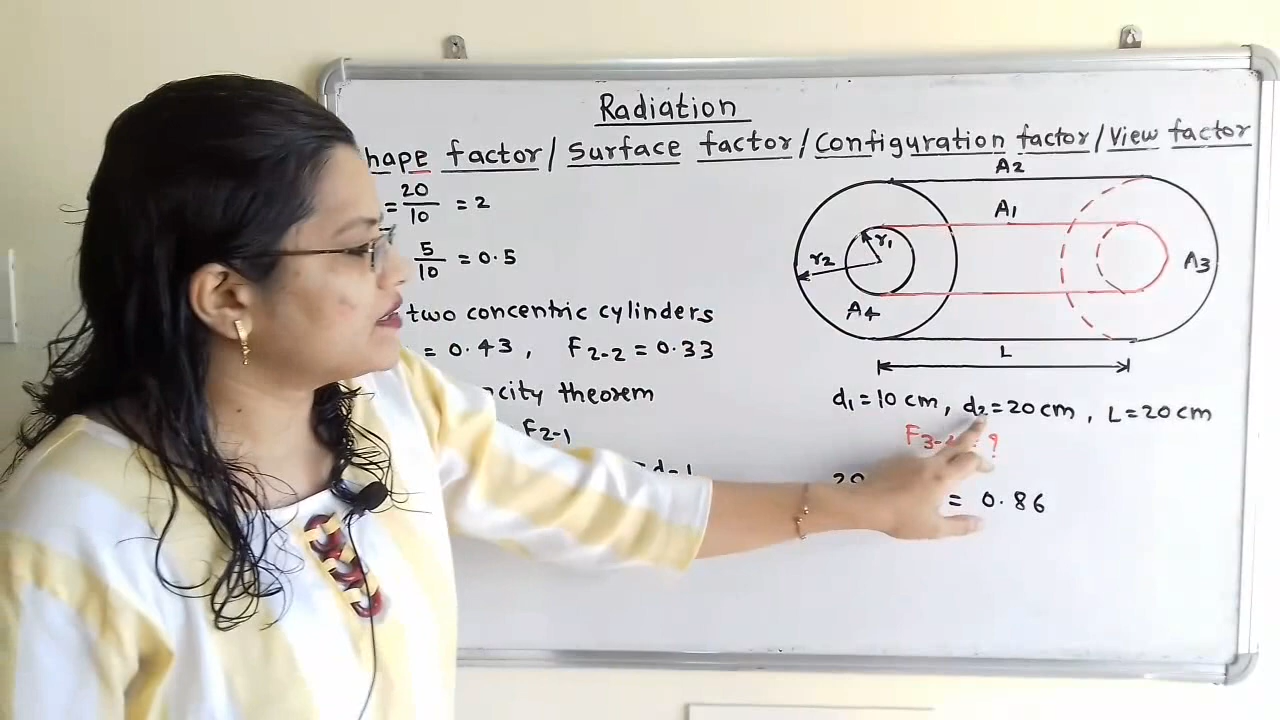 Radiation
hape factor / Surface factor / Configuration factor / View factor
= 20/10 = 2
5/10 = 0.5
two concentric cylinders
= 0.43 , F2-2 = 0.33
city theorem
F2-1
A2
A1
r1
r2
A3
A4
L
d1 = 10 cm, d2 = 20 cm , L = 20 cm
F3- ?
= 0.86